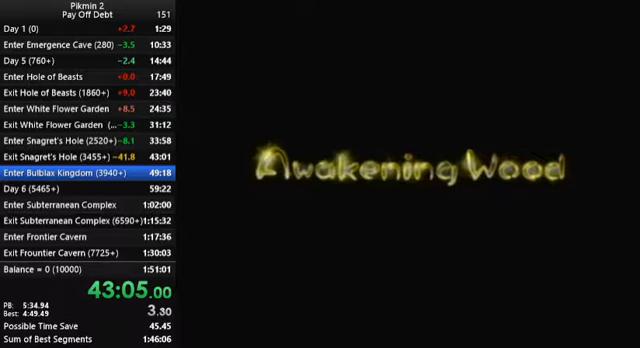 Pikmin 2
Pay Off Debt 151
Day 1 (0) +2.7 1:29
Enter Emergence Cave (280) -3.5 10:33
Day 5 (760+) -2.4 14:44
Enter Hole of Beasts +0.0 17:49
Exit Hole of Beasts (1860+) +9.0 23:40
Enter White Flower Garden +8.5 24:35
Exit White Flower Garden (... -3.3 31:12
Enter Snagret's Hole (2520+) -8.1 33:58
Exit Snagret's Hole (3455+) -41.8 43:01
Enter Bulblax Kingdom (3940+) 49:18
Day 6 (5465+) 59:22
Enter Subterranean Complex 1:02:00
Exit Subterranean Complex (6590+) 1:15:32
Enter Frontier Cavern 1:17:36
Exit Frountier Cavern (7725+) 1:30:03
Balance = 0 (10000) 1:51:01
43:05.00
PB: 5:34.94
Best: 4:49.49 3.30
Possible Time Save 45.45
Sum of Best Segments 1:46:06
Awakening Wood